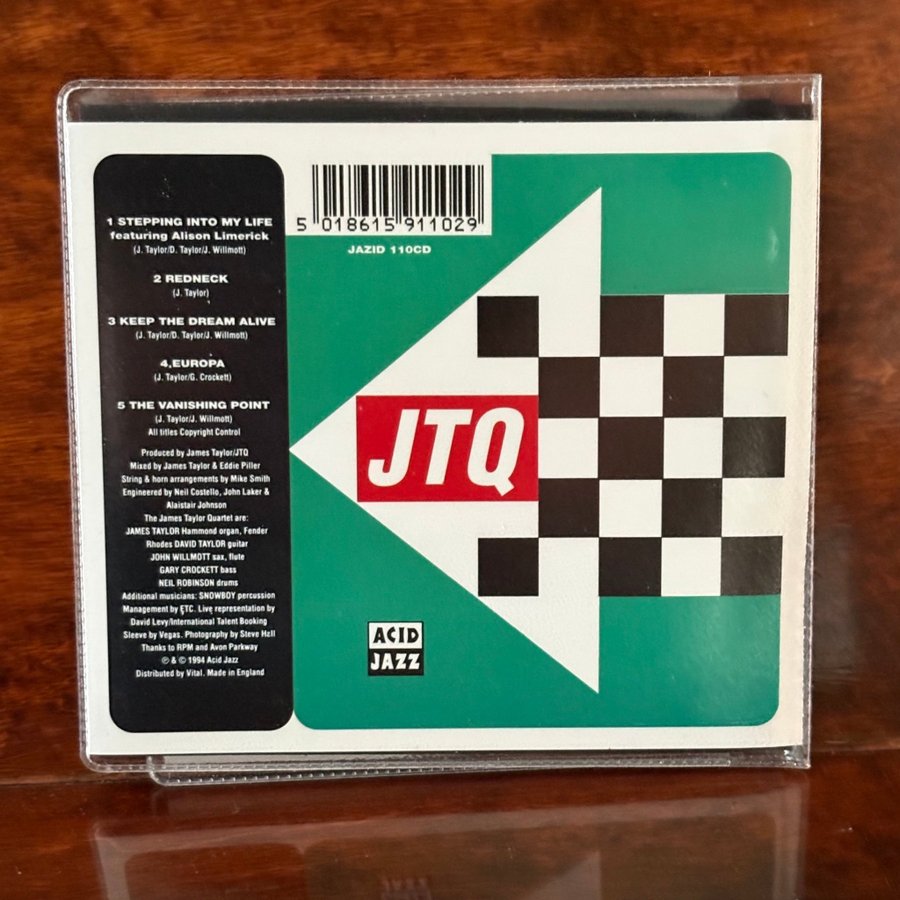 1 STEPPING INTO MY LIFE
featuring Alison Limerick
(J. Taylor/D. Taylor/J. Willmott)
2 REDNECK
(J. Taylor)
3 KEEP THE DREAM ALIVE
(J. Taylor/D. Taylor/J. Willmott)
4,EUROPA
(J. Taylor/G. Crockett)
5 THE VANISHING POINT
(J. Taylor/J. Willmott)
All titles Copyright Control
Produced by James Taylor/JTQ
Mixed by James Taylor & Eddie Piller
String & horn arrangements by Mike Smith
Engineered by Neil Costello, John Laker &
Alaistair Johnson
The James Taylor Quartet are:
JAMES TAYLOR Hammond organ, Fender
Rhodes DAVID TAYLOR guitar
JOHN WILLMOTT sax, flute
GARY CROCKETT bass
NEIL ROBINSON drums
Additional musicians: SNOWBOY percussion
Management by ETC. Live representation by
David Levy/International Talent Booking
Sleeve by Vegas. Photography by Steve Hall
Thanks to RPM and Avon Parkway
℗ & © 1994 Acid Jazz
Distributed by Vital. Made in England
5 018615 911029
JAZID 110CD
JTQ
ACID
JAZZ